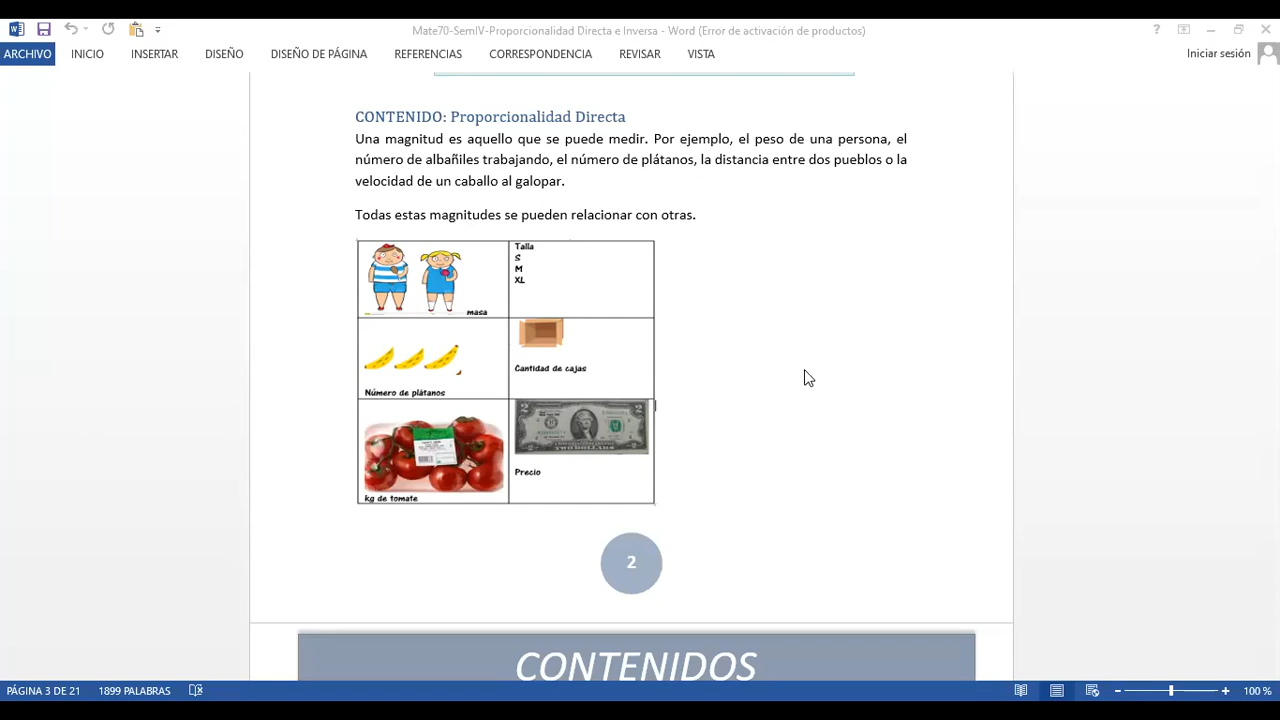 Mate70-SemIV-Proporcionalidad Directa e Inversa - Word (Error de activación de productos)
ARCHIVO INICIO INSERTAR DISEÑO DISEÑO DE PÁGINA REFERENCIAS CORRESPONDENCIA REVISAR VISTA Iniciar sesión
CONTENIDO: Proporcionalidad Directa
Una magnitud es aquello que se puede medir. Por ejemplo, el peso de una persona, el
número de albañiles trabajando, el número de plátanos, la distancia entre dos pueblos o la
velocidad de un caballo al galopar.
Todas estas magnitudes se pueden relacionar con otras.
masa
Talla
S
M
XL
Número de plátanos
Cantidad de cajas
kg de tomate
2 2
TWO DOLLARS
Precio
2
CONTENIDOS
PÁGINA 3 DE 21 1899 PALABRAS 100 %